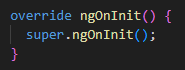 override ngOnInit() {
  super.ngOnInit();
}